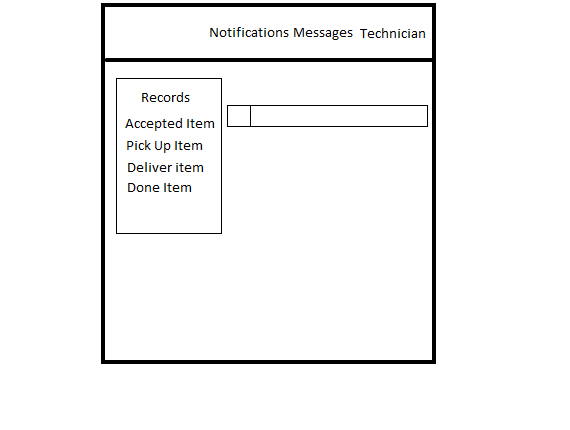 Notifications Messages Technician
Records
Accepted Item
Pick Up Item
Deliver item
Done Item